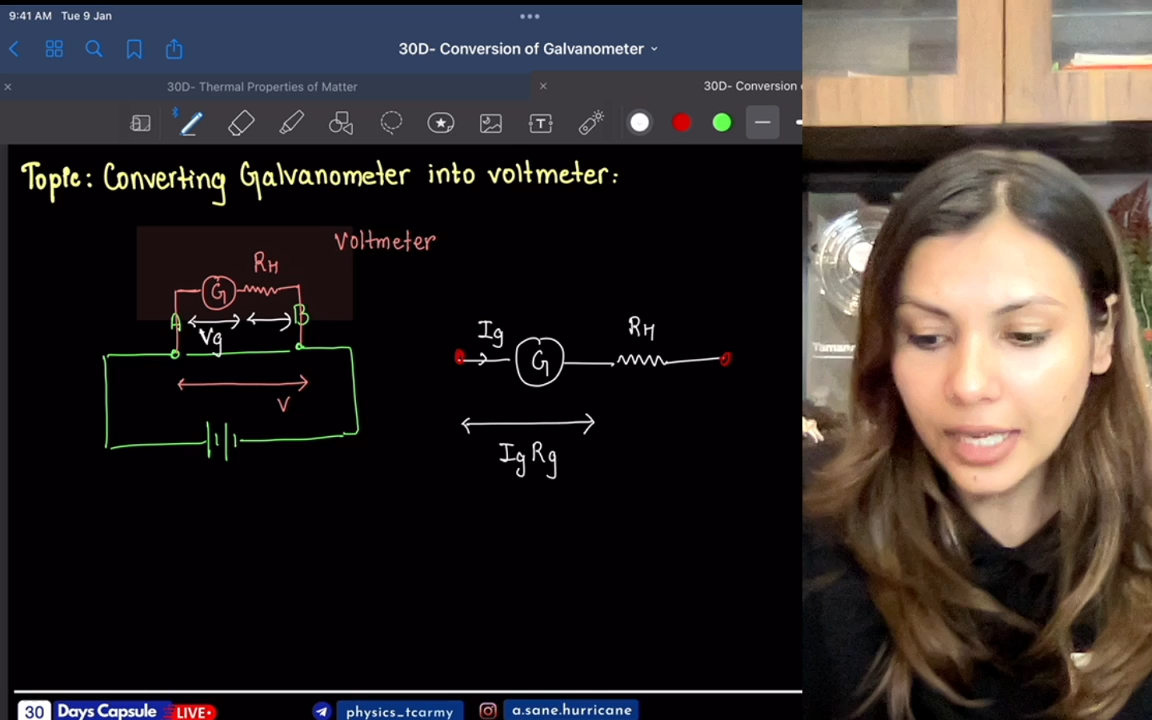 9:41 AM Tue 9 Jan
30D- Conversion of Galvanometer
30D- Thermal Properties of Matter
30D- Conversion
T
Topic: Converting Galvanometer into voltmeter:
Voltmeter
RH
G
A
B
Vg
V
Ig
RH
G
IgRg
30 Days Capsule LIVE
physics_tcarmy
a.sane.hurricane